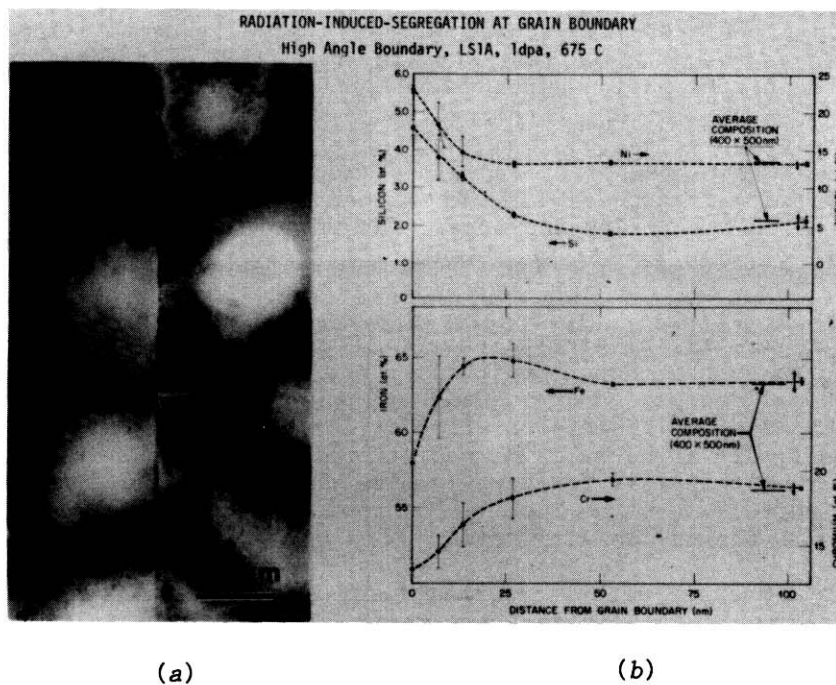 RADIATION-INDUCED-SEGREGATION AT GRAIN BOUNDARY
High Angle Boundary, LS1A, 1dpa, 675 C
6.0
5.0
4.0
3.0
2.0
1.0
0
SILICON (at %)
25
20
15
5
0
AVERAGE
COMPOSITION
(400 × 500nm)
Ni
Si
65
60
55
IRON (at %)
Fe
AVERAGE
COMPOSITION
(400 × 500nm)
Cr
20
15
0
25
50
75
100
DISTANCE FROM GRAIN BOUNDARY (nm)
(a)
(b)